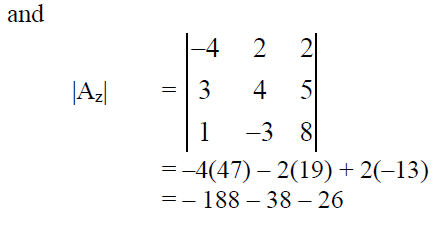 and
|–4 2 2|
|A_z| = |3 4 5|
|1 –3 8|
= –4(47) – 2(19) + 2(–13)
= – 188 – 38 – 26